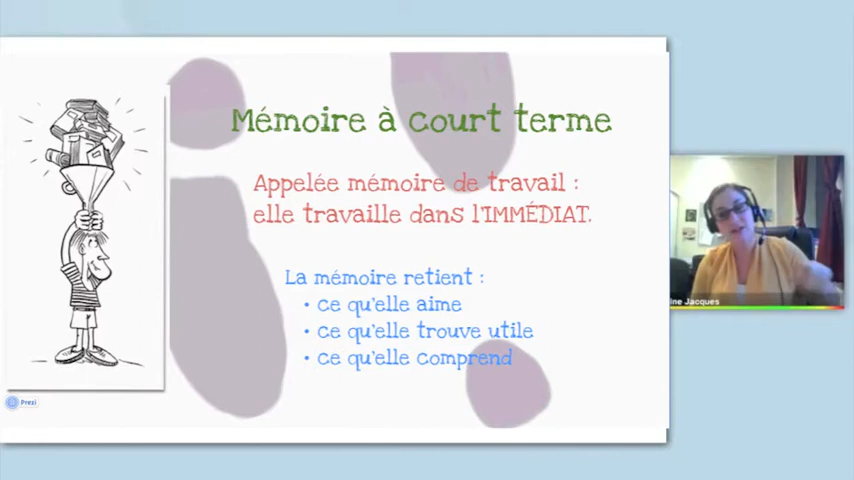 Mémoire à court terme
Appelée mémoire de travail :
elle travaille dans l'IMMÉDIAT.
La mémoire retient :
• ce qu'elle aime
• ce qu'elle trouve utile
• ce qu'elle comprend
Jacques
Prezi